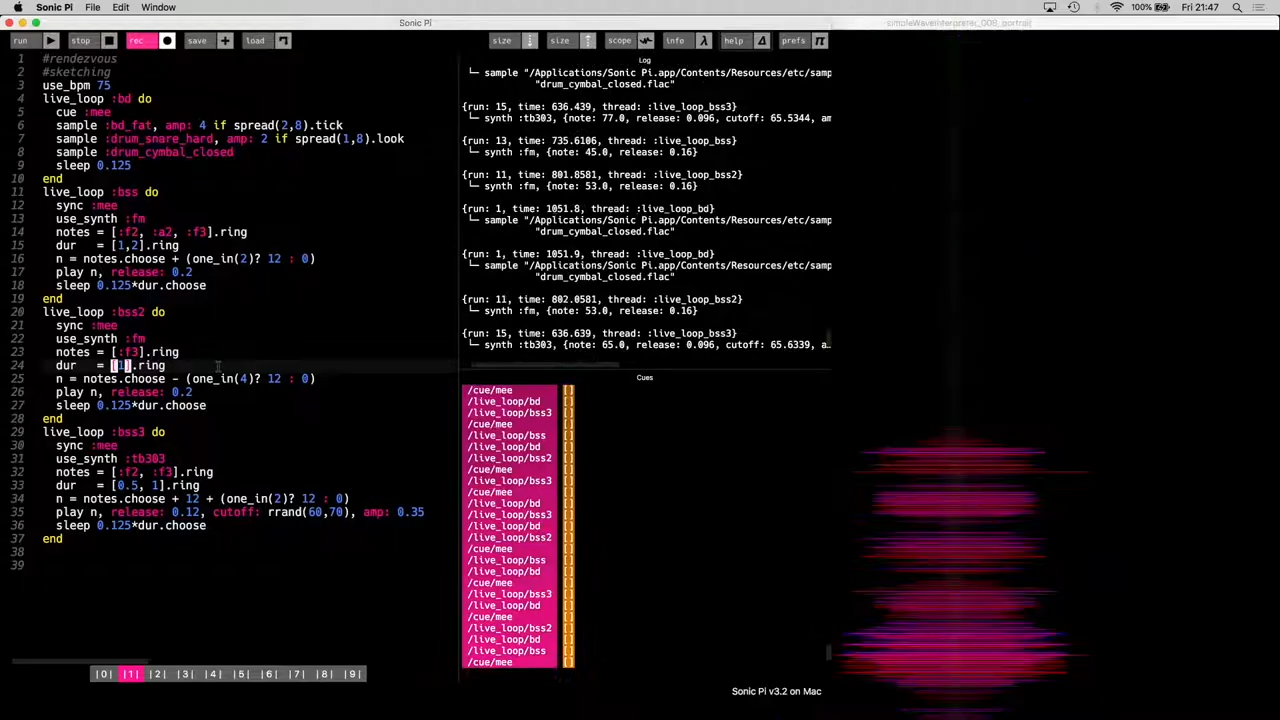 Sonic Pi File Edit Window
100% Fri 21:47
Sonic Pi
simpleWaveInterpreter_008_portrait
run stop rec save load size size scope info help prefs
1 #rendezvous
2 #sketching
3 use_bpm 75
4 live_loop :bd do
5 cue :mee
6 sample :bd_fat, amp: 4 if spread(2,8).tick
7 sample :drum_snare_hard, amp: 2 if spread(1,8).look
8 sample :drum_cymbal_closed
9 sleep 0.125
10 end
11 live_loop :bss do
12 sync :mee
13 use_synth :fm
14 notes = [:f2, :a2, :f3].ring
15 dur = [1,2].ring
16 n = notes.choose + (one_in(2)? 12 : 0)
17 play n, release: 0.2
18 sleep 0.125*dur.choose
19 end
20 live_loop :bss2 do
21 sync :mee
22 use_synth :fm
23 notes = [:f3].ring
24 dur = [1].ring
25 n = notes.choose - (one_in(4)? 12 : 0)
26 play n, release: 0.2
27 sleep 0.125*dur.choose
28 end
29 live_loop :bss3 do
30 sync :mee
31 use_synth :tb303
32 notes = [:f2, :f3].ring
33 dur = [0.5, 1].ring
34 n = notes.choose + 12 + (one_in(2)? 12 : 0)
35 play n, release: 0.12, cutoff: rrand(60,70), amp: 0.35
36 sleep 0.125*dur.choose
37 end
38
39
|0| |1| |2| |3| |4| |5| |6| |7| |8| |9|
Log
└─ sample "/Applications/Sonic Pi.app/Contents/Resources/etc/samp
"drum_cymbal_closed.flac"
{run: 15, time: 636.439, thread: :live_loop_bss3}
└─ synth :tb303, {note: 77.0, release: 0.096, cutoff: 65.5344, am
{run: 13, time: 735.6106, thread: :live_loop_bss}
└─ synth :fm, {note: 45.0, release: 0.16}
{run: 11, time: 801.8581, thread: :live_loop_bss2}
└─ synth :fm, {note: 53.0, release: 0.16}
{run: 1, time: 1051.8, thread: :live_loop_bd}
└─ sample "/Applications/Sonic Pi.app/Contents/Resources/etc/samp
"drum_cymbal_closed.flac"
{run: 1, time: 1051.9, thread: :live_loop_bd}
└─ sample "/Applications/Sonic Pi.app/Contents/Resources/etc/samp
"drum_cymbal_closed.flac"
{run: 11, time: 802.0581, thread: :live_loop_bss2}
└─ synth :fm, {note: 53.0, release: 0.16}
{run: 15, time: 636.639, thread: :live_loop_bss3}
└─ synth :tb303, {note: 65.0, release: 0.096, cutoff: 65.6339, a…
Cues
/cue/mee []
/live_loop/bd []
/live_loop/bss3 []
/cue/mee []
/live_loop/bss []
/live_loop/bd []
/live_loop/bss2 []
/cue/mee []
/live_loop/bss3 []
/cue/mee []
/live_loop/bd []
/live_loop/bss3 []
/live_loop/bd []
/live_loop/bss2 []
/cue/mee []
/live_loop/bss []
/live_loop/bd []
/cue/mee []
/live_loop/bss3 []
/live_loop/bd []
/cue/mee []
/live_loop/bss2 []
/live_loop/bd []
/live_loop/bss []
/cue/mee []
Sonic Pi v3.2 on Mac